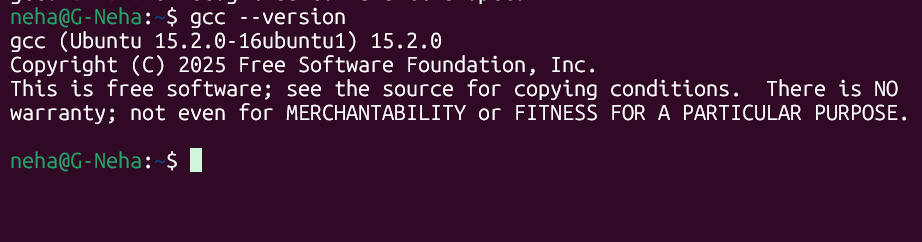 neha@G-Neha:~$ gcc --version
gcc (Ubuntu 15.2.0-16ubuntu1) 15.2.0
Copyright (C) 2025 Free Software Foundation, Inc.
This is free software; see the source for copying conditions.  There is NO
warranty; not even for MERCHANTABILITY or FITNESS FOR A PARTICULAR PURPOSE.
neha@G-Neha:~$